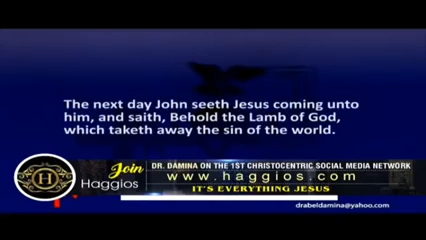 The next day John seeth Jesus coming unto
him, and saith, Behold the Lamb of God,
which taketh away the sin of the world.
H
Join
Haggios
DR. DAMINA ON THE 1ST CHRISTOCENTRIC SOCIAL MEDIA NETWORK
www.haggios.com
IT'S EVERYTHING JESUS
drabeldamina@yahoo.com